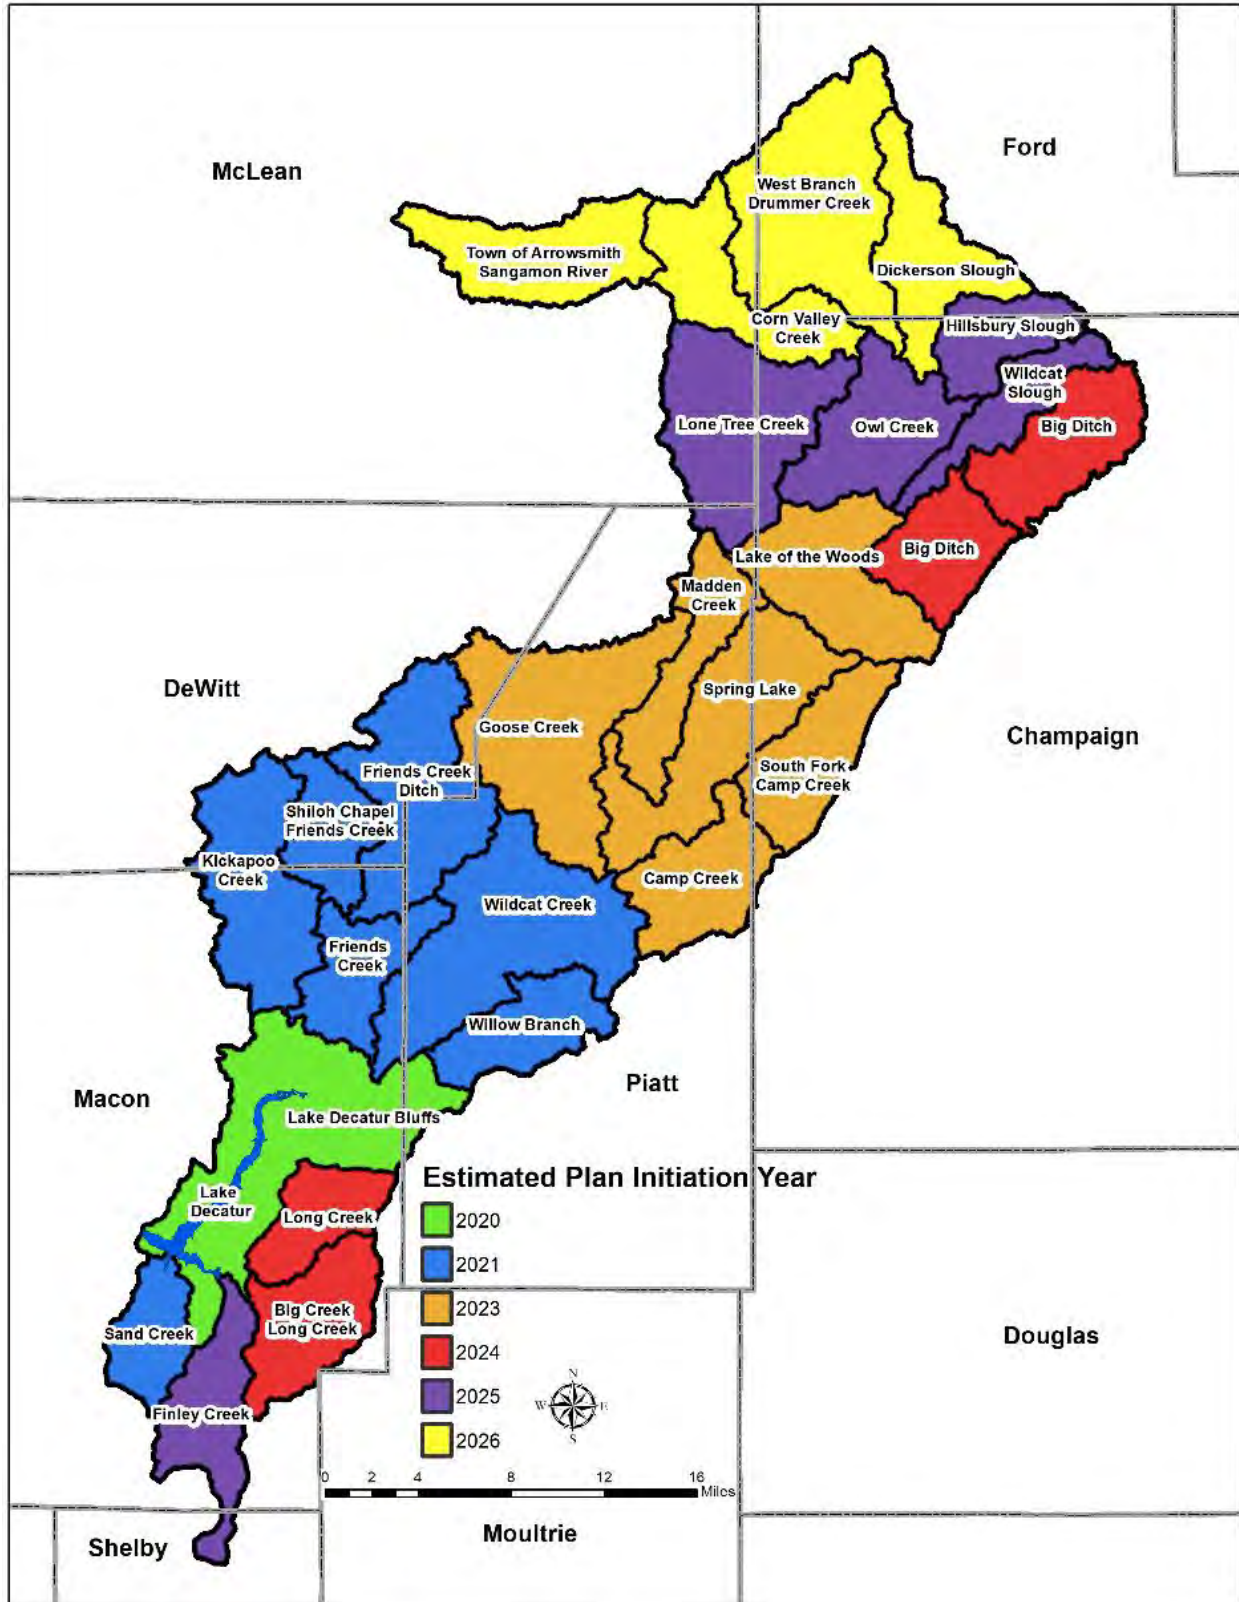 McLean
Ford
West Branch
Drummer Creek
Town of Arrowsmith
Sangamon River
Dickerson Slough
Corn Valley
Creek
Hillsbury Slough
Wildcat
Slough
Lone Tree Creek
Owl Creek
Big Ditch
Lake of the Woods
Big Ditch
Madden
Creek
DeWitt
Spring Lake
Goose Creek
Champaign
Friends Creek
Ditch
South Fork
Camp Creek
Shiloh Chapel
Friends Creek
Kickapoo
Creek
Camp Creek
Wildcat Creek
Friends
Creek
Willow Branch
Piatt
Macon
Lake Decatur Bluffs
Estimated Plan Initiation Year
Lake
Decatur
Long Creek
2020
2021
Big Creek
Long Creek
2023
Sand Creek
Douglas
2024
Finley Creek
2025
N
W
E
S
2026
0
2
4
8
12
16
Miles
Moultrie
Shelby